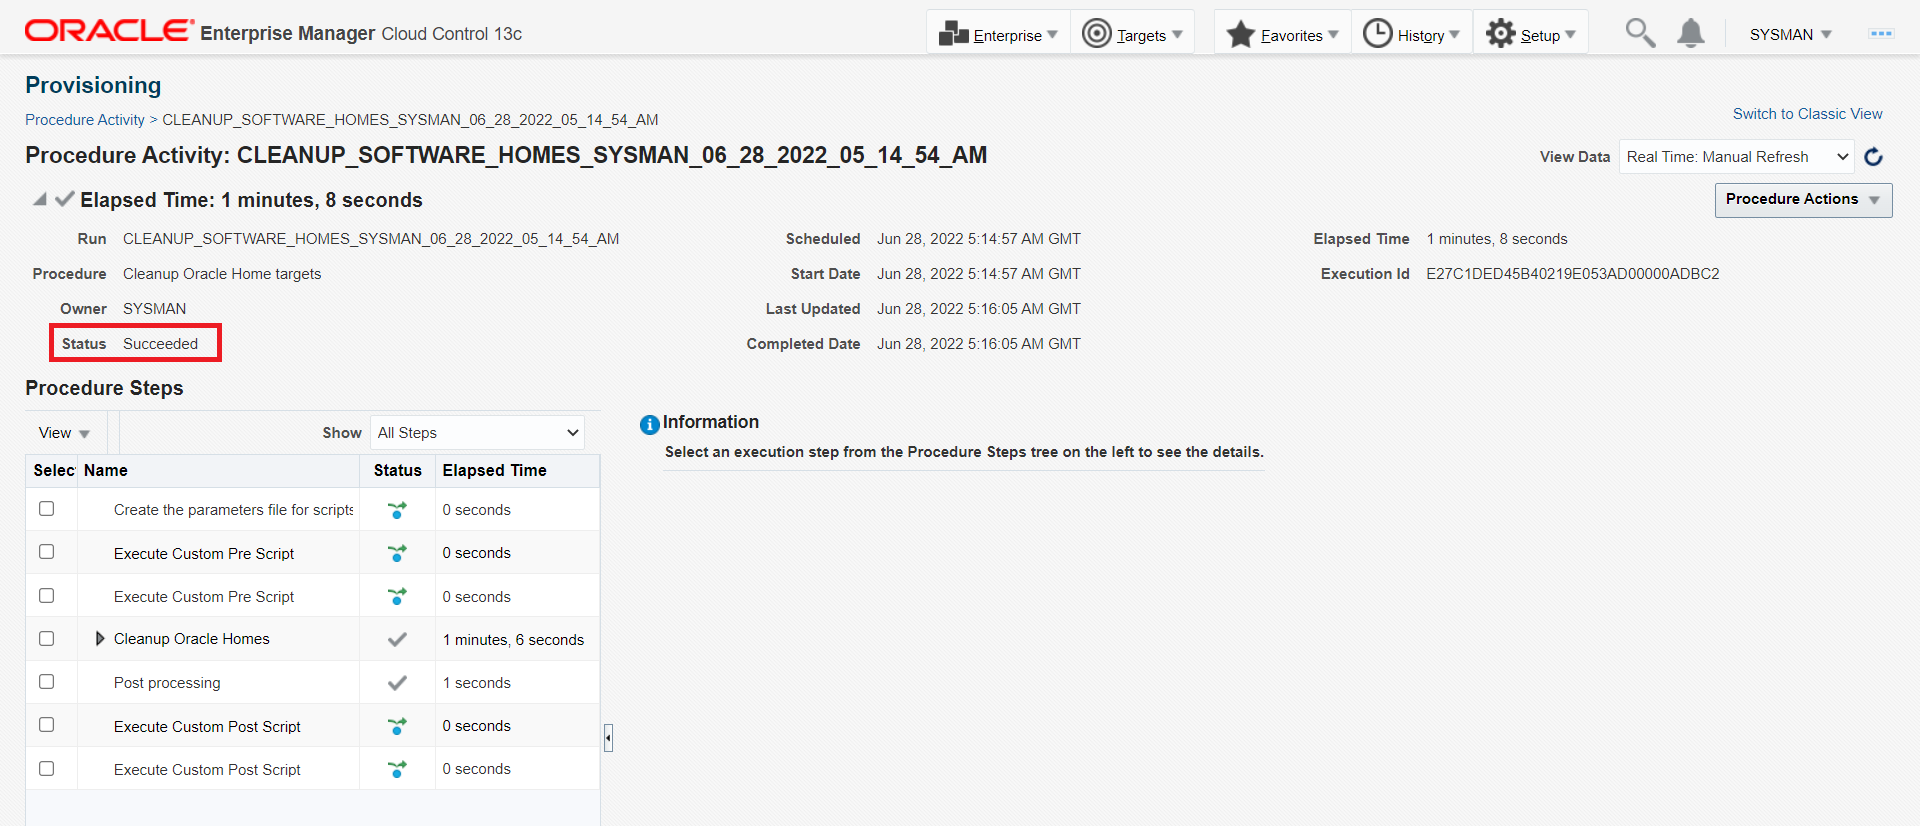 ORACLE Enterprise Manager Cloud Control 13c
Enterprise
Targets
Favorites
History
Setup
SYSMAN
Provisioning
Procedure Activity > CLEANUP_SOFTWARE_HOMES_SYSMAN_06_28_2022_05_14_54_AM
Switch to Classic View
Procedure Activity: CLEANUP_SOFTWARE_HOMES_SYSMAN_06_28_2022_05_14_54_AM
View Data Real Time: Manual Refresh
Elapsed Time: 1 minutes, 8 seconds
Procedure Actions
Run CLEANUP_SOFTWARE_HOMES_SYSMAN_06_28_2022_05_14_54_AM
Procedure Cleanup Oracle Home targets
Owner SYSMAN
Status Succeeded
Scheduled Jun 28, 2022 5:14:57 AM GMT
Start Date Jun 28, 2022 5:14:57 AM GMT
Last Updated Jun 28, 2022 5:16:05 AM GMT
Completed Date Jun 28, 2022 5:16:05 AM GMT
Elapsed Time 1 minutes, 8 seconds
Execution Id E27C1DED45B40219E053AD00000ADBC2
Procedure Steps
View Show All Steps
Selec Name Status Elapsed Time
Create the parameters file for scripts 0 seconds
Execute Custom Pre Script 0 seconds
Execute Custom Pre Script 0 seconds
Cleanup Oracle Homes 1 minutes, 6 seconds
Post processing 1 seconds
Execute Custom Post Script 0 seconds
Execute Custom Post Script 0 seconds
Information
Select an execution step from the Procedure Steps tree on the left to see the details.